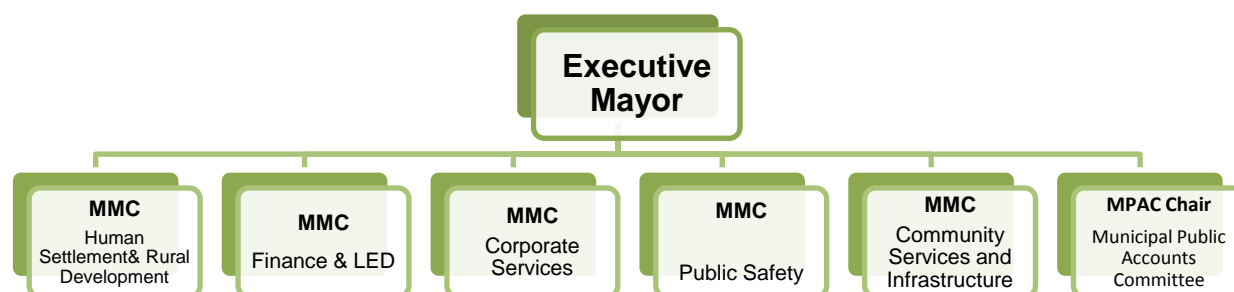 Executive
Mayor
MMC
Human
Settlement& Rural
Development
MMC
Finance & LED
MMC
Corporate
Services
MMC
Public Safety
MMC
Community
Services and
Infrastructure
MPAC Chair
Municipal Public
Accounts
Committee